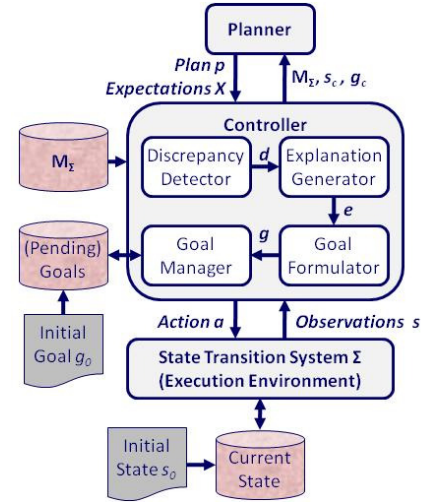 Planner
Plan p
Expectations X
M_Σ, s_c, g_c
Controller
M_Σ
Discrepancy
Detector
d
Explanation
Generator
e
(Pending)
Goals
Goal
Manager
g
Goal
Formulator
Initial
Goal g_0
Action a
Observations s
State Transition System Σ
(Execution Environment)
Initial
State s_0
Current
State